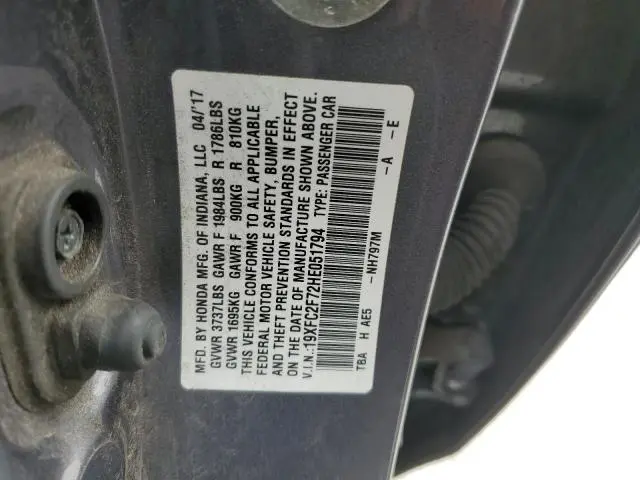 MFD. BY HONDA MFG. OF INDIANA, LLC 04/'17
GVWR 3737LBS GAWR F 1984LBS R 1786LBS
GVWR 1695KG GAWR F 900KG R 810KG
THIS VEHICLE CONFORMS TO ALL APPLICABLE
FEDERAL MOTOR VEHICLE SAFETY, BUMPER,
AND THEFT PREVENTION STANDARDS IN EFFECT
ON THE DATE OF MANUFACTURE SHOWN ABOVE.
V.I.N.:19XFC2F72HE051794 TYPE: PASSENGER CAR
-NH797M -A -E
TBA H AE5